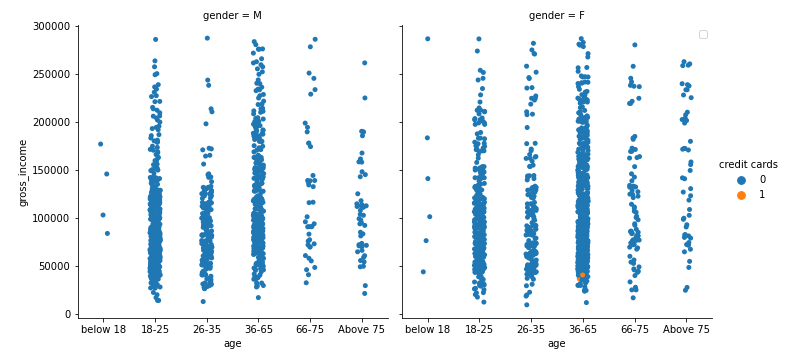 gender = M
gender = F
300000
250000
200000
150000
100000
50000
0
gross_income
below 18 18-25 26-35 36-65 66-75 Above 75
below 18 18-25 26-35 36-65 66-75 Above 75
age
age
credit cards
0
1